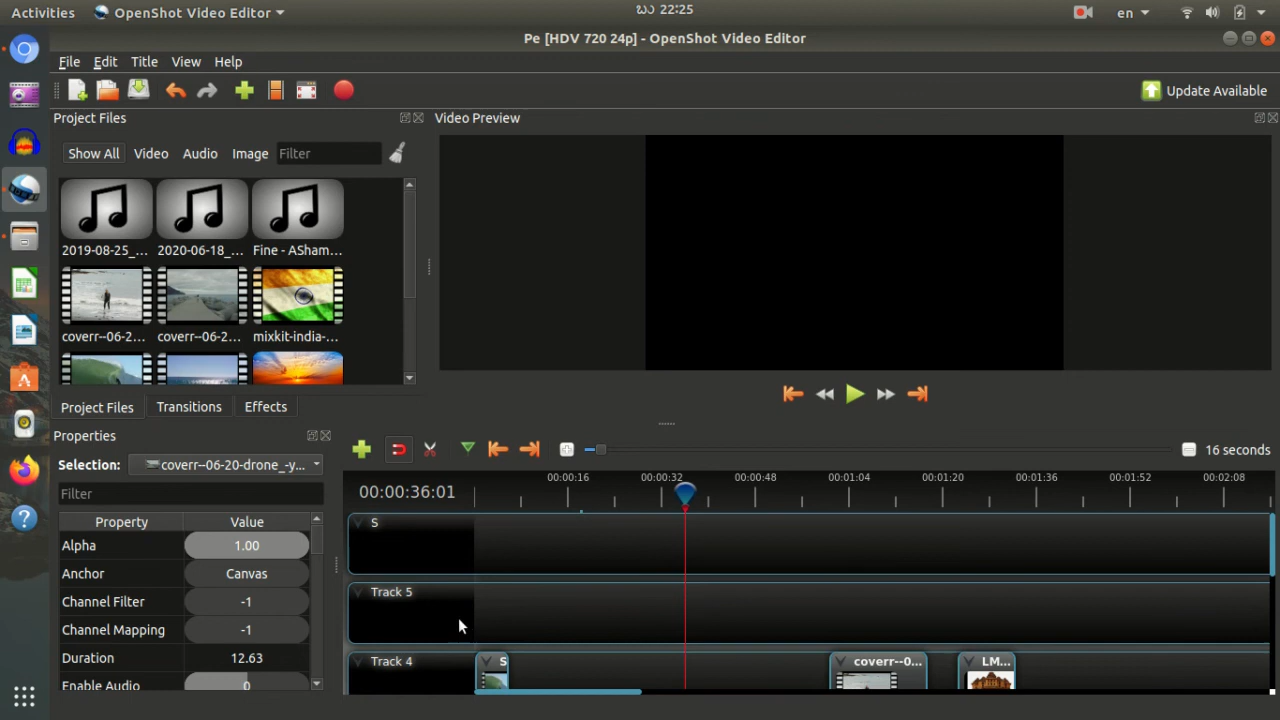 Activities OpenShot Video Editor ລວງ 22:25 en
Pe [HDV 720 24p] - OpenShot Video Editor
File Edit Title View Help
Update Available
Project Files Video Preview
Show All Video Audio Image Filter
2019-08-25_... 2020-06-18_... Fine - ASham...
coverr--06-2... coverr--06-2... mixkit-india-...
Project Files Transitions Effects
Properties
Selection: coverr--06-20-drone_-y... 16 seconds
Filter
00:00:36:01 00:00:16 00:00:32 00:00:48 00:01:04 00:01:20 00:01:36 00:01:52 00:02:08
Property Value
S
Alpha 1.00
Anchor Canvas
Track 5
Channel Filter -1
Channel Mapping -1
Duration 12.63
Track 4 S coverr--0... LM...
Enable Audio 0